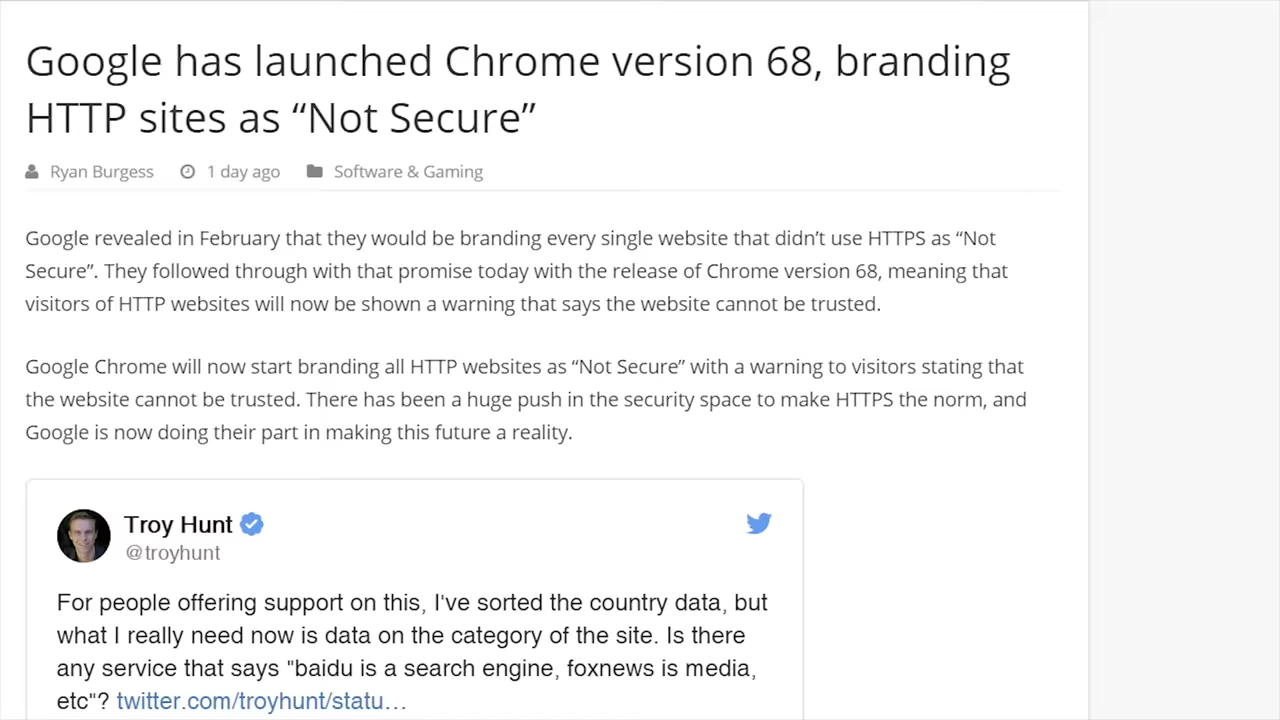 Google has launched Chrome version 68, branding
HTTP sites as “Not Secure”
Ryan Burgess 1 day ago Software & Gaming
Google revealed in February that they would be branding every single website that didn’t use HTTPS as “Not
Secure”. They followed through with that promise today with the release of Chrome version 68, meaning that
visitors of HTTP websites will now be shown a warning that says the website cannot be trusted.
Google Chrome will now start branding all HTTP websites as “Not Secure” with a warning to visitors stating that
the website cannot be trusted. There has been a huge push in the security space to make HTTPS the norm, and
Google is now doing their part in making this future a reality.
Troy Hunt
@troyhunt
For people offering support on this, I've sorted the country data, but
what I really need now is data on the category of the site. Is there
any service that says "baidu is a search engine, foxnews is media,
etc"? twitter.com/troyhunt/statu…